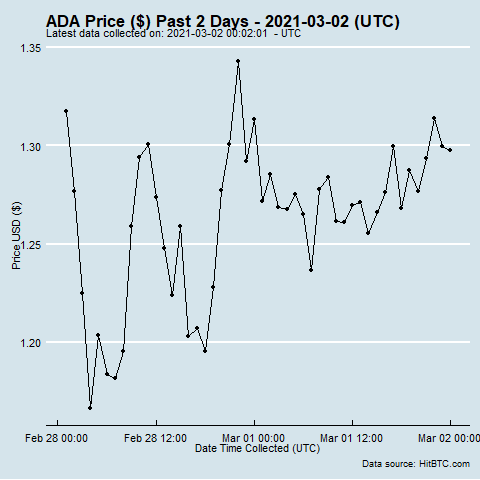 ADA Price ($) Past 2 Days - 2021-03-02 (UTC)
Latest data collected on: 2021-03-02 00:02:01 - UTC
1.35
1.30
1.25
1.20
Price USD ($)
Feb 28 00:00 Feb 28 12:00 Mar 01 00:00 Mar 01 12:00 Mar 02 00:00
Date Time Collected (UTC)
Data source: HitBTC.com